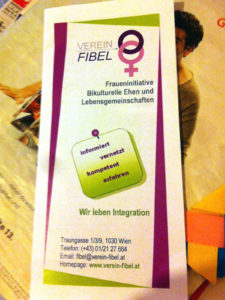 VEREIN
FIBEL
Fraueninitiative
Bikulturelle Ehen und
Lebensgemeinschaften
informiert
vernetzt
kompetent
erfahren
Wir leben Integration
Traungasse 1/3/9, 1030 Wien
Telefon: (+43) 01/21 27 664
Email: fibel@verein-fibel.at
Homepage: www.verein-fibel.at